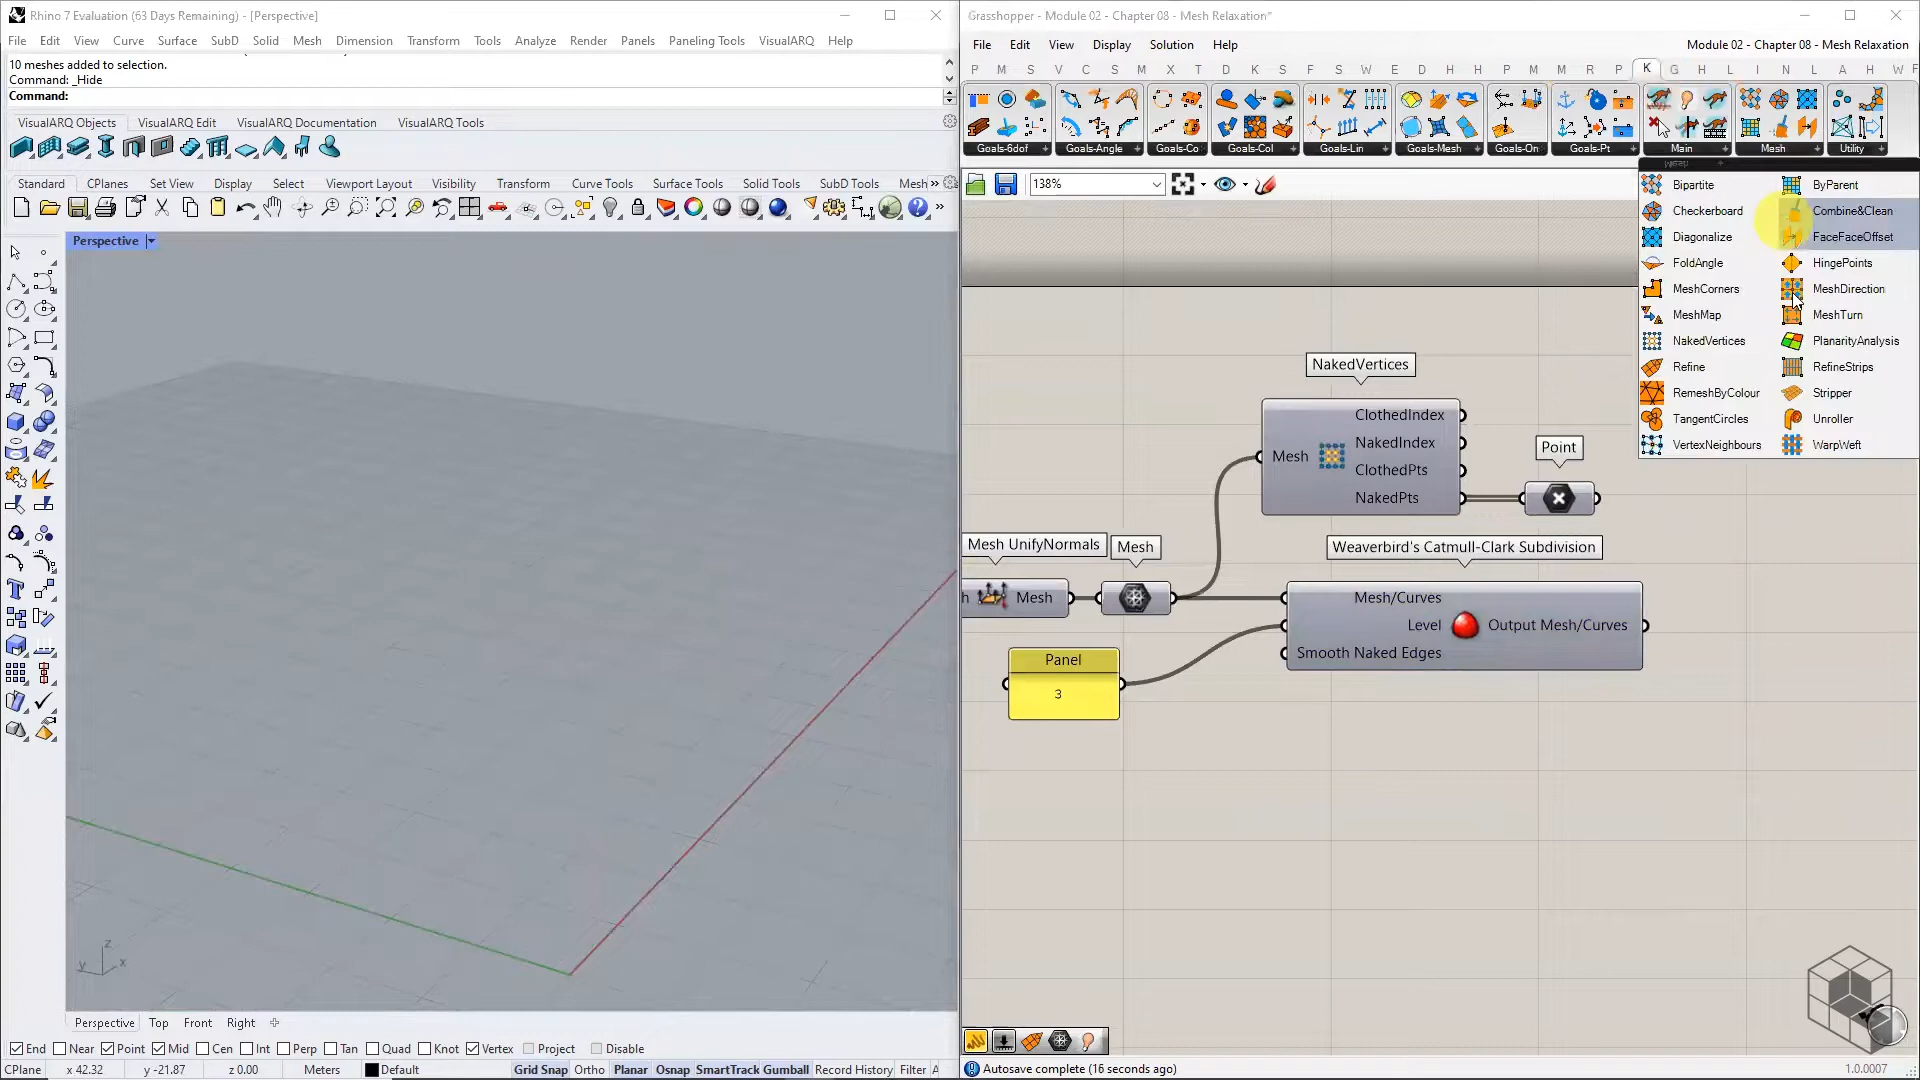 Rhino 7 Evaluation (63 Days Remaining) - [Perspective]
File Edit View Curve Surface SubD Solid Mesh Dimension Transform Tools Analyze Render Panels Paneling Tools VisualARQ Help
10 meshes added to selection.
Command: _Hide
Command:
VisualARQ Objects VisualARQ Edit VisualARQ Documentation VisualARQ Tools
Standard CPlanes Set View Display Select Viewport Layout Visibility Transform Curve Tools Surface Tools Solid Tools SubD Tools Mesh »
»
Perspective
z
y x
Perspective Top Front Right
End Near Point Mid Cen Int Perp Tan Quad Knot Vertex Project Disable
CPlane x 42.32 y -21.87 z 0.00 Meters Default Grid Snap Ortho Planar Osnap SmartTrack Gumball Record History Filter A
Grasshopper - Module 02 - Chapter 08 - Mesh Relaxation*
File Edit View Display Solution Help Module 02 - Chapter 08 - Mesh Relaxation
P M S V C S M X T D K S F S W E M D H H P M M R P K G H L I N L A H W F
Goals-6dof Goals-Angle Goals-Co Goals-Col Goals-Lin Goals-Mesh Goals-On Goals-Pt Main Mesh Utility
138%
Mesh
Bipartite ByParent
Checkerboard Combine&Clean
Diagonalize FaceFaceOffset
FoldAngle HingePoints
MeshCorners MeshDirection
MeshMap MeshTurn
NakedVertices PlanarityAnalysis
Refine RefineStrips
RemeshByColour Stripper
TangentCircles Unroller
VertexNeighbours WarpWeft
NakedVertices
ClothedIndex
NakedIndex
Mesh
ClothedPts
NakedPts
Point
Mesh UnifyNormals
Mesh
Weaverbird's Catmull-Clark Subdivision
h Mesh
Mesh/Curves
Level
Output Mesh/Curves
Smooth Naked Edges
Panel
3
Autosave complete (16 seconds ago) 1.0.0007